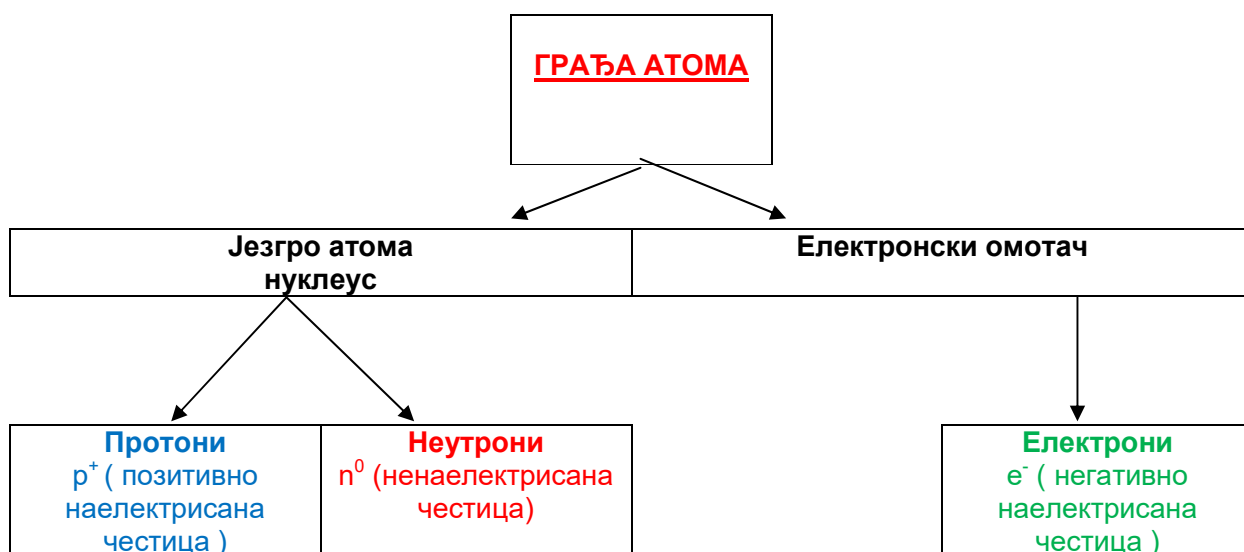 ГРАЂА АТОМА
Језгро атома
нуклеус
Електронски омотач
Протони
p⁺ ( позитивно
наелектрисана
честица )
Неутрони
n⁰ (ненаелектрисана
честица)
Електрони
е⁻ ( негативно
наелектрисана
честица )